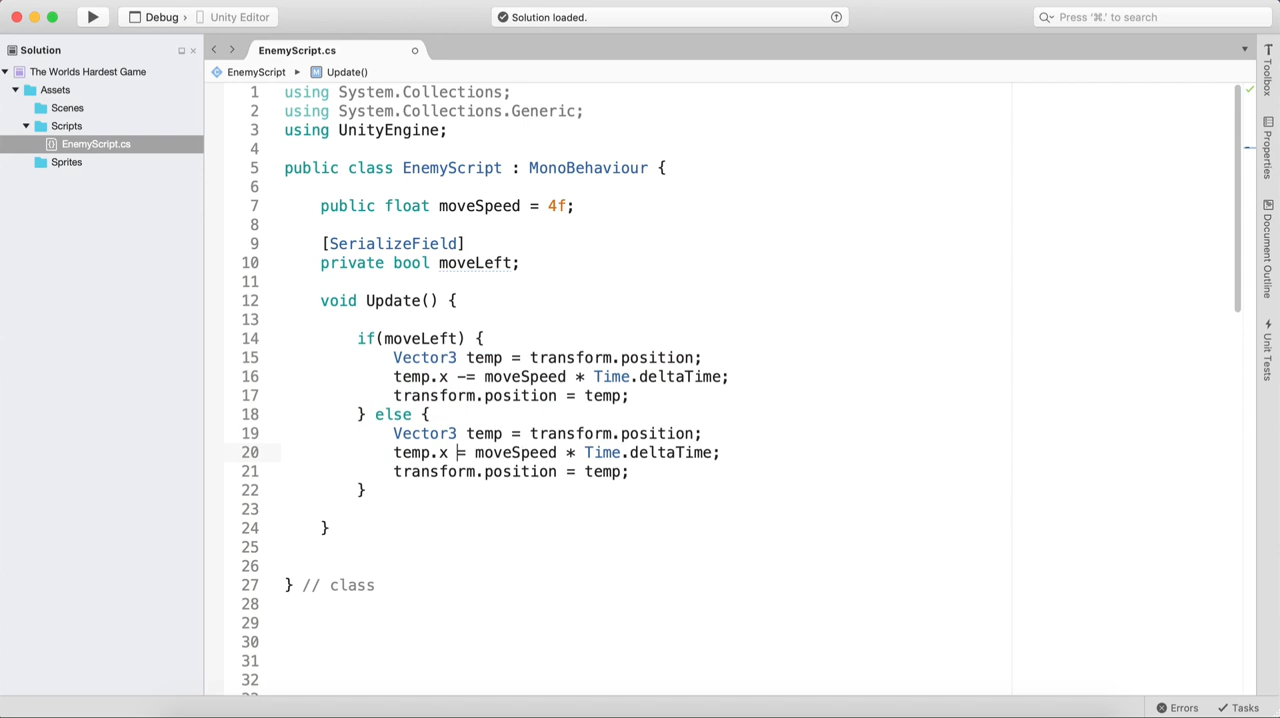 Debug › Unity Editor
Solution loaded.
Press '⌘.' to search
Solution
The Worlds Hardest Game
Assets
Scenes
Scripts
EnemyScript.cs
Sprites
EnemyScript.cs
EnemyScript ▸ Update()
1 using System.Collections;
2 using System.Collections.Generic;
3 using UnityEngine;
4
5 public class EnemyScript : MonoBehaviour {
6
7 public float moveSpeed = 4f;
8
9 [SerializeField]
10 private bool moveLeft;
11
12 void Update() {
13
14 if(moveLeft) {
15 Vector3 temp = transform.position;
16 temp.x -= moveSpeed * Time.deltaTime;
17 transform.position = temp;
18 } else {
19 Vector3 temp = transform.position;
20 temp.x = moveSpeed * Time.deltaTime;
21 transform.position = temp;
22 }
23
24 }
25
26
27 } // class
28
29
30
31
32
Toolbox
Properties
Document Outline
Unit Tests
Errors
Tasks